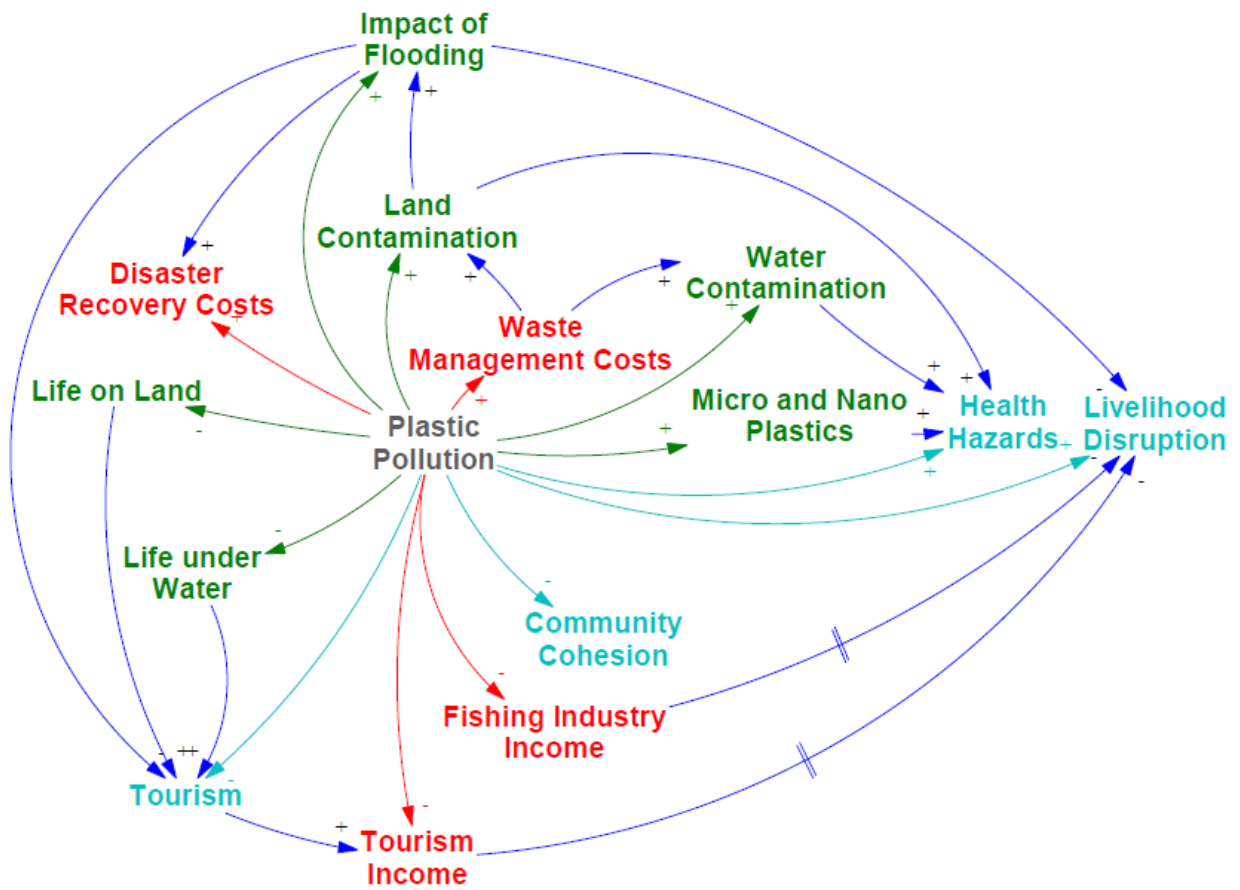 Impact of
Flooding
Land
Contamination
Disaster
Recovery Costs
Water
Contamination
Waste
Management Costs
Life on Land
Micro and Nano
Plastics
Health
Hazards
Livelihood
Disruption
Plastic
Pollution
Life under
Water
Community
Cohesion
Fishing Industry
Income
Tourism
Tourism
Income